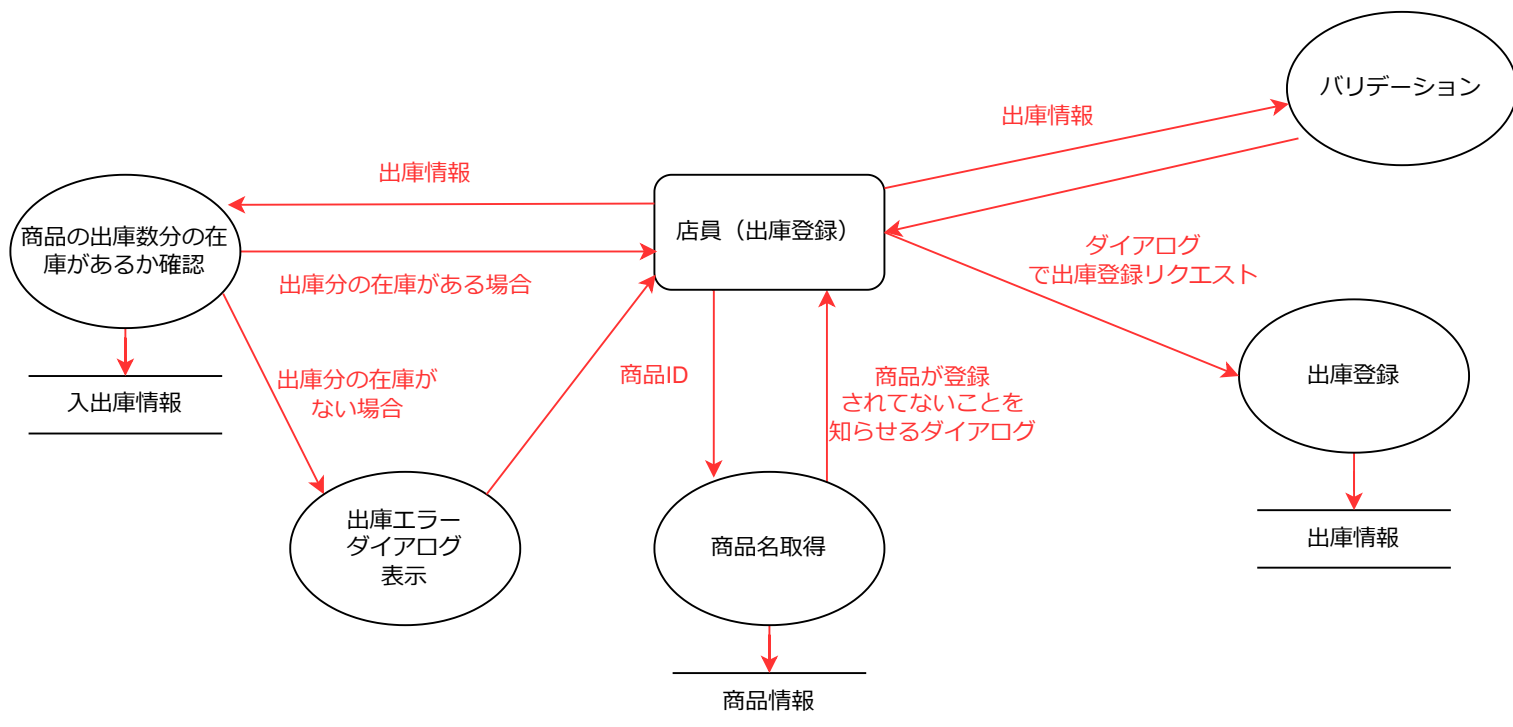 バリデーション
出庫情報
出庫情報
店員（出庫登録）
商品の出庫数分の在
庫があるか確認
ダイアログ
で出庫登録リクエスト
出庫分の在庫がある場合
商品ID
商品が登録
されてないことを
知らせるダイアログ
出庫登録
出庫分の在庫が
ない場合
入出庫情報
出庫エラー
ダイアログ
表示
商品名取得
出庫情報
商品情報